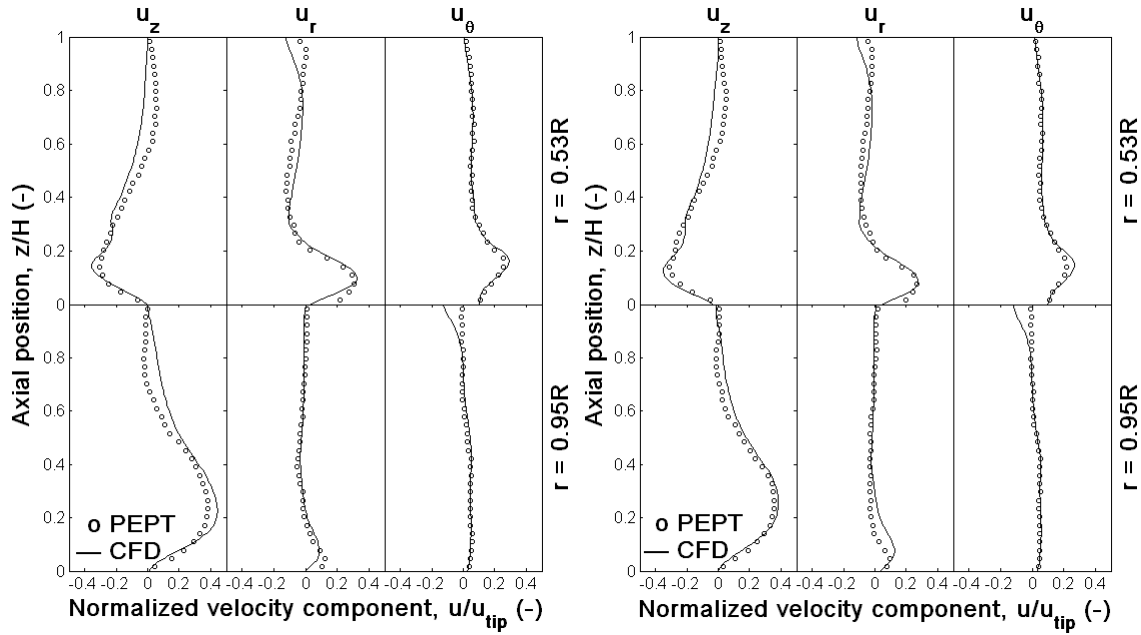 u_z u_r u_θ u_z u_r u_θ
0.8
0.6
0.4
0.2
0
0.8
0.6
0.4
0.2
0
Axial position, z/H (-)
Axial position, z/H (-)
r = 0.53R
r = 0.95R
o PEPT
— CFD
-0.4 -0.2 0 0.2 0.4 -0.4 -0.2 0 0.2 0.4 -0.4 -0.2 0 0.2 0.4
Normalized velocity component, u/u_tip (-)
1
0.8
0.6
0.4
0.2
0
0.8
0.6
0.4
0.2
0
Axial position, z/H (-)
Axial position, z/H (-)
r = 0.53R
r = 0.95R
o PEPT
— CFD
-0.4 -0.2 0 0.2 0.4 -0.4 -0.2 0 0.2 0.4 -0.4 -0.2 0 0.2 0.4
Normalized velocity component, u/u_tip (-)